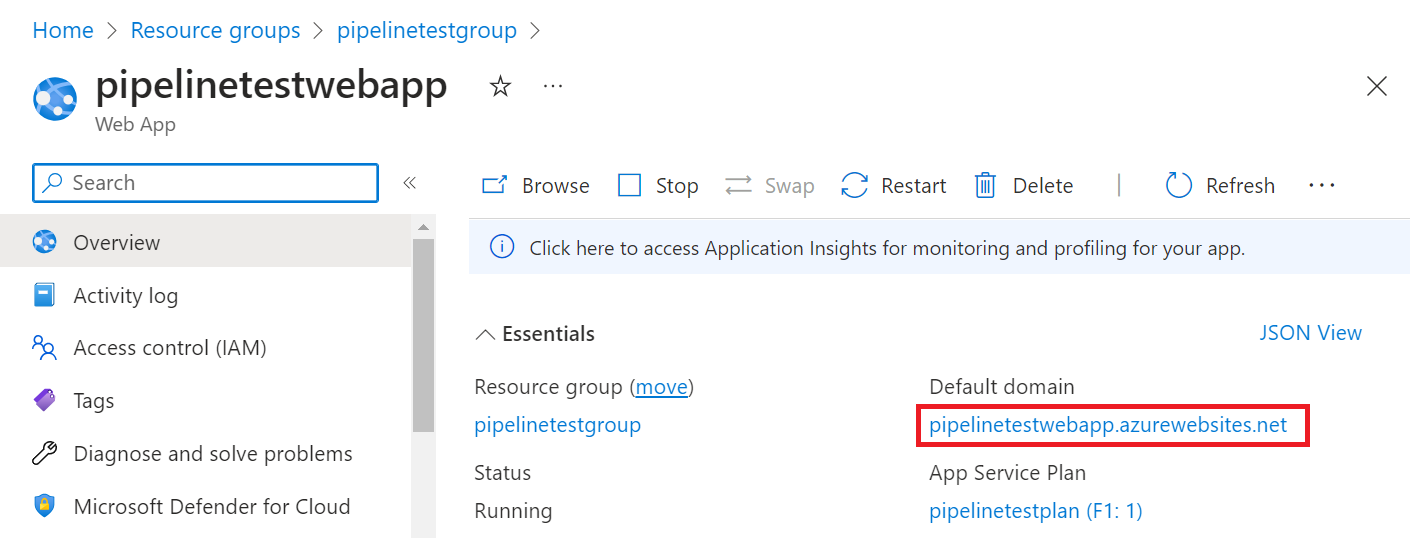 Home > Resource groups > pipelinetestgroup >
pipelinetestwebapp
Web App
Search
Browse Stop Swap Restart Delete | Refresh ...
Overview
Activity log
Access control (IAM)
Tags
Diagnose and solve problems
Microsoft Defender for Cloud
Click here to access Application Insights for monitoring and profiling for your app.
Essentials
JSON View
Resource group (move)
pipelinetestgroup
Status
Running
Default domain
pipelinetestwebapp.azurewebsites.net
App Service Plan
pipelinetestplan (F1: 1)